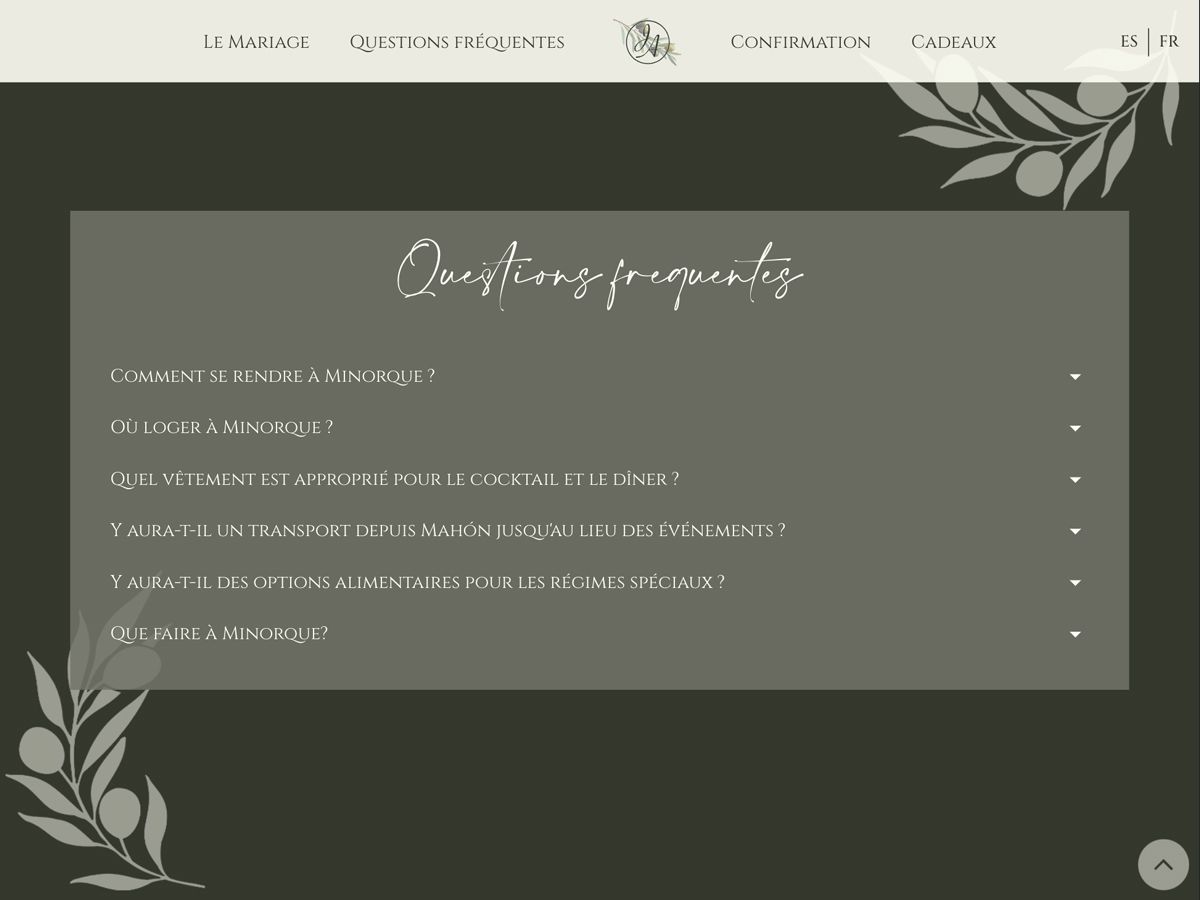 Le Mariage
Questions fréquentes
JA
Confirmation
Cadeaux
ES | FR
Questions frequentes
Comment se rendre à Minorque ?
Où loger à Minorque ?
Quel vêtement est approprié pour le cocktail et le dîner ?
Y aura-t-il un transport depuis Mahón jusqu'au lieu des événements ?
Y aura-t-il des options alimentaires pour les régimes spéciaux ?
Que faire à Minorque?